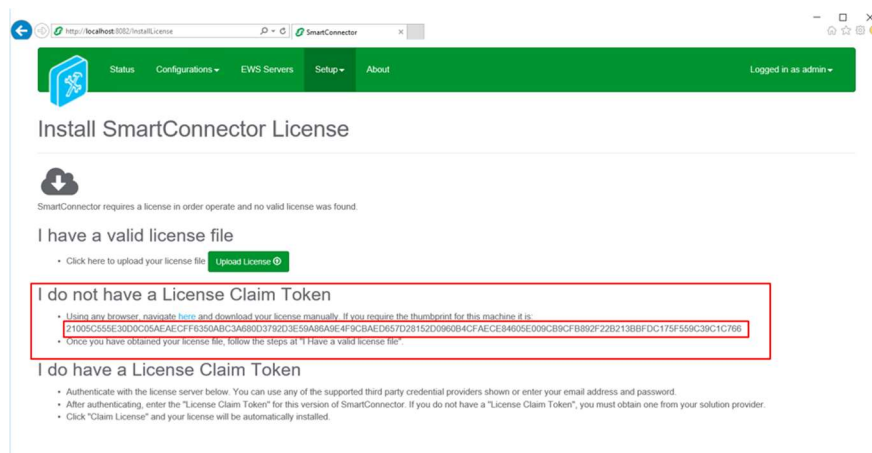 http://localhost:8082/InstallLicense
SmartConnector
Status Configurations EWS Servers Setup About Logged in as admin
Install SmartConnector License
SmartConnector requires a license in order operate and no valid license was found.
I have a valid license file
• Click here to upload your license file Upload License
I do not have a License Claim Token
• Using any browser, navigate here and download your license manually. If you require the thumbprint for this machine it is:
21005C555E30D0C05AEAECFF6350ABC3A680D3792D3E59A86A9E4F9CBAED657D28152D0960B4CFAECE84605E009CB9CFB892F22B213BBFDC175F559C39C1C766
• Once you have obtained your license file, follow the steps at "I Have a valid license file".
I do have a License Claim Token
• Authenticate with the license server below. You can use any of the supported third party credential providers shown or enter your email address and password.
• After authenticating, enter the "License Claim Token" for this version of SmartConnector. If you do not have a "License Claim Token", you must obtain one from your solution provider.
• Click "Claim License" and your license will be automatically installed.